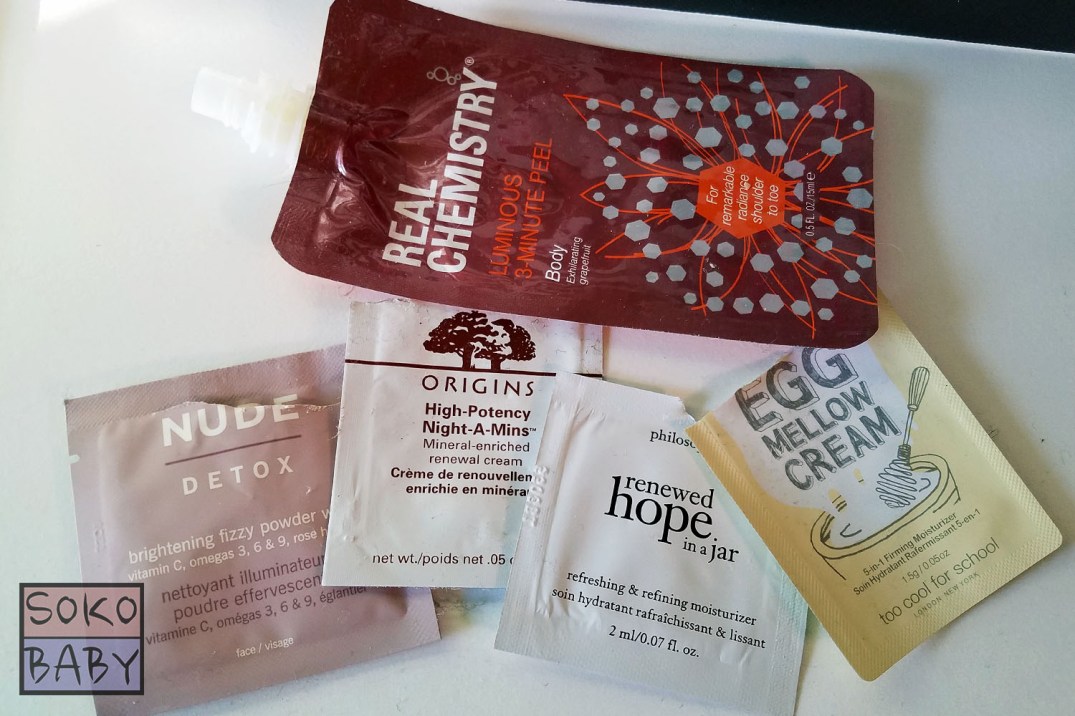 REAL
CHEMISTRY®
LUMINOUS
3-MINUTE PEEL
Body
Exhilarating
grapefruit
For
remarkable
radiance
shoulder
to toe
0.5 FL. OZ/15ml e
NUDE
DETOX
brightening fizzy powder w
vitamin C, omegas 3, 6 & 9, rose h
nettoyant illuminateu
poudre effervescen
vitamine C, omégas 3, 6 & 9, églantier
face / visage
ORIGINS
High-Potency
Night-A-Mins™
Mineral-enriched
renewal cream
Crème de renouvellem
enrichie en minéra
net wt./poids net .05 o
philoso
renewed
hope
in a jar
refreshing & refining moisturizer
soin hydratant rafraîchissant & lissant
2 ml/0.07 fl. oz.
EGG
MELLOW
CREAM
5-in-1 Firming Moisturizer
Soin Hydratant Rafermissant 5-en-1
1.5g / 0.05oz
too cool for school
LONDON NEW YORK
SOKO
BABY